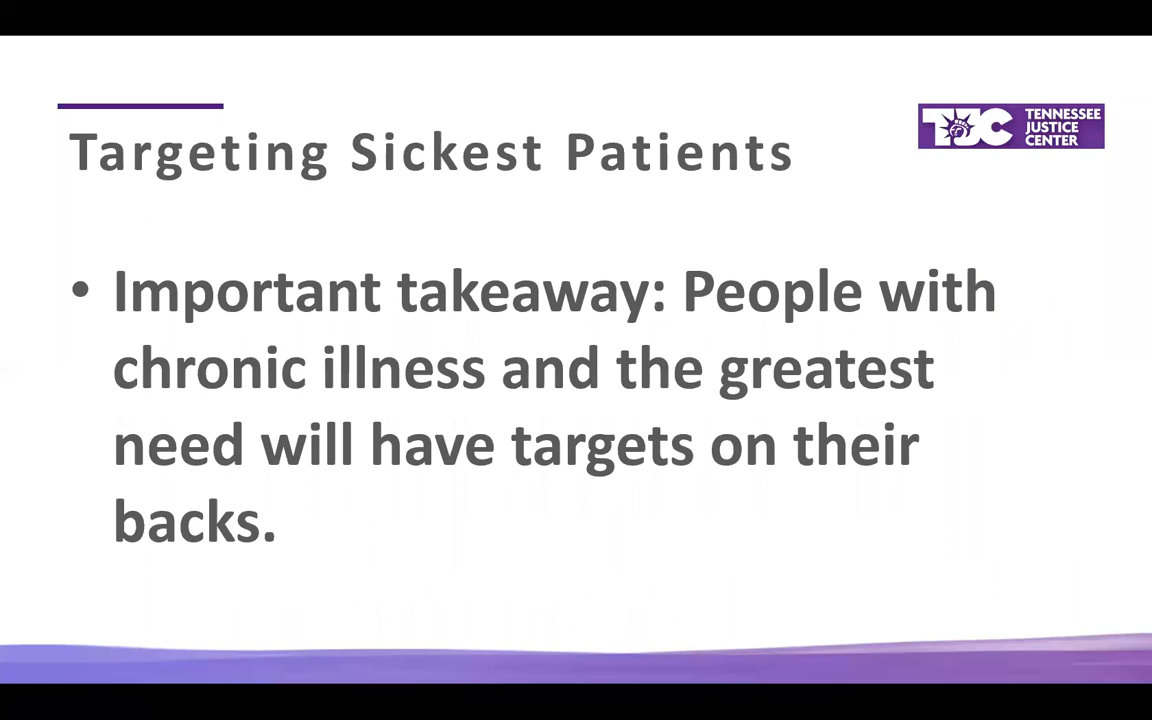 Targeting Sickest Patients
TJC
TENNESSEE
JUSTICE
CENTER
• Important takeaway: People with
chronic illness and the greatest
need will have targets on their
backs.